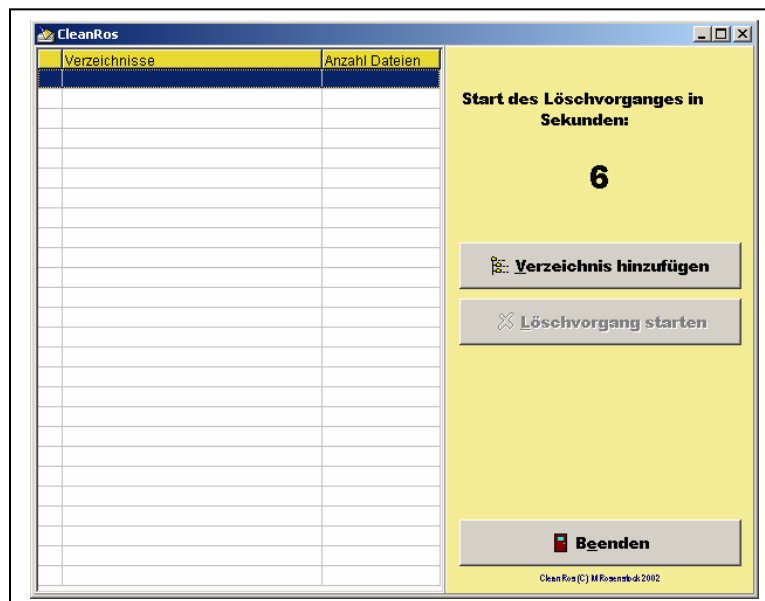 CleanRos
Verzeichnisse Anzahl Dateien
Start des Löschvorganges in
Sekunden:
6
Verzeichnis hinzufügen
Löschvorgang starten
Beenden
CleanRos (C) M Rosenstock 2002